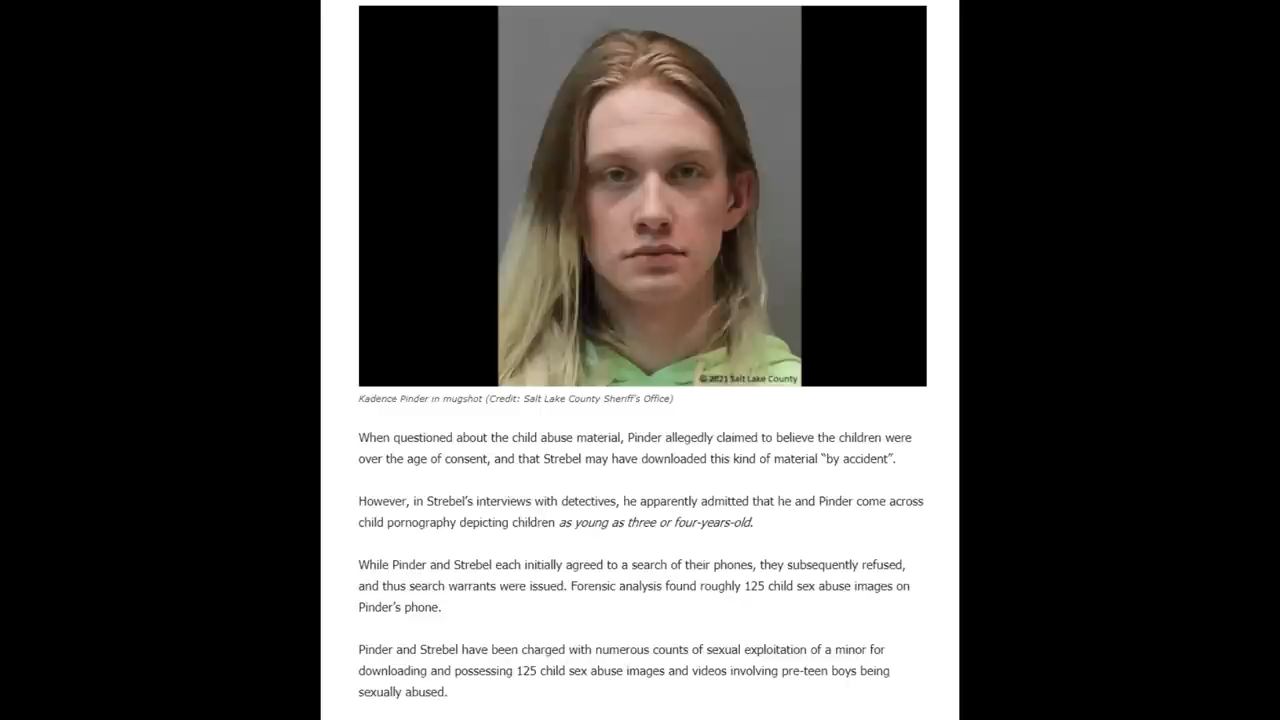 © 2021 Salt Lake County
Kadence Pinder in mugshot (Credit: Salt Lake County Sheriff's Office)
When questioned about the child abuse material, Pinder allegedly claimed to believe the children were
over the age of consent, and that Strebel may have downloaded this kind of material “by accident”.
However, in Strebel’s interviews with detectives, he apparently admitted that he and Pinder come across
child pornography depicting children as young as three or four-years-old.
While Pinder and Strebel each initially agreed to a search of their phones, they subsequently refused,
and thus search warrants were issued. Forensic analysis found roughly 125 child sex abuse images on
Pinder’s phone.
Pinder and Strebel have been charged with numerous counts of sexual exploitation of a minor for
downloading and possessing 125 child sex abuse images and videos involving pre-teen boys being
sexually abused.